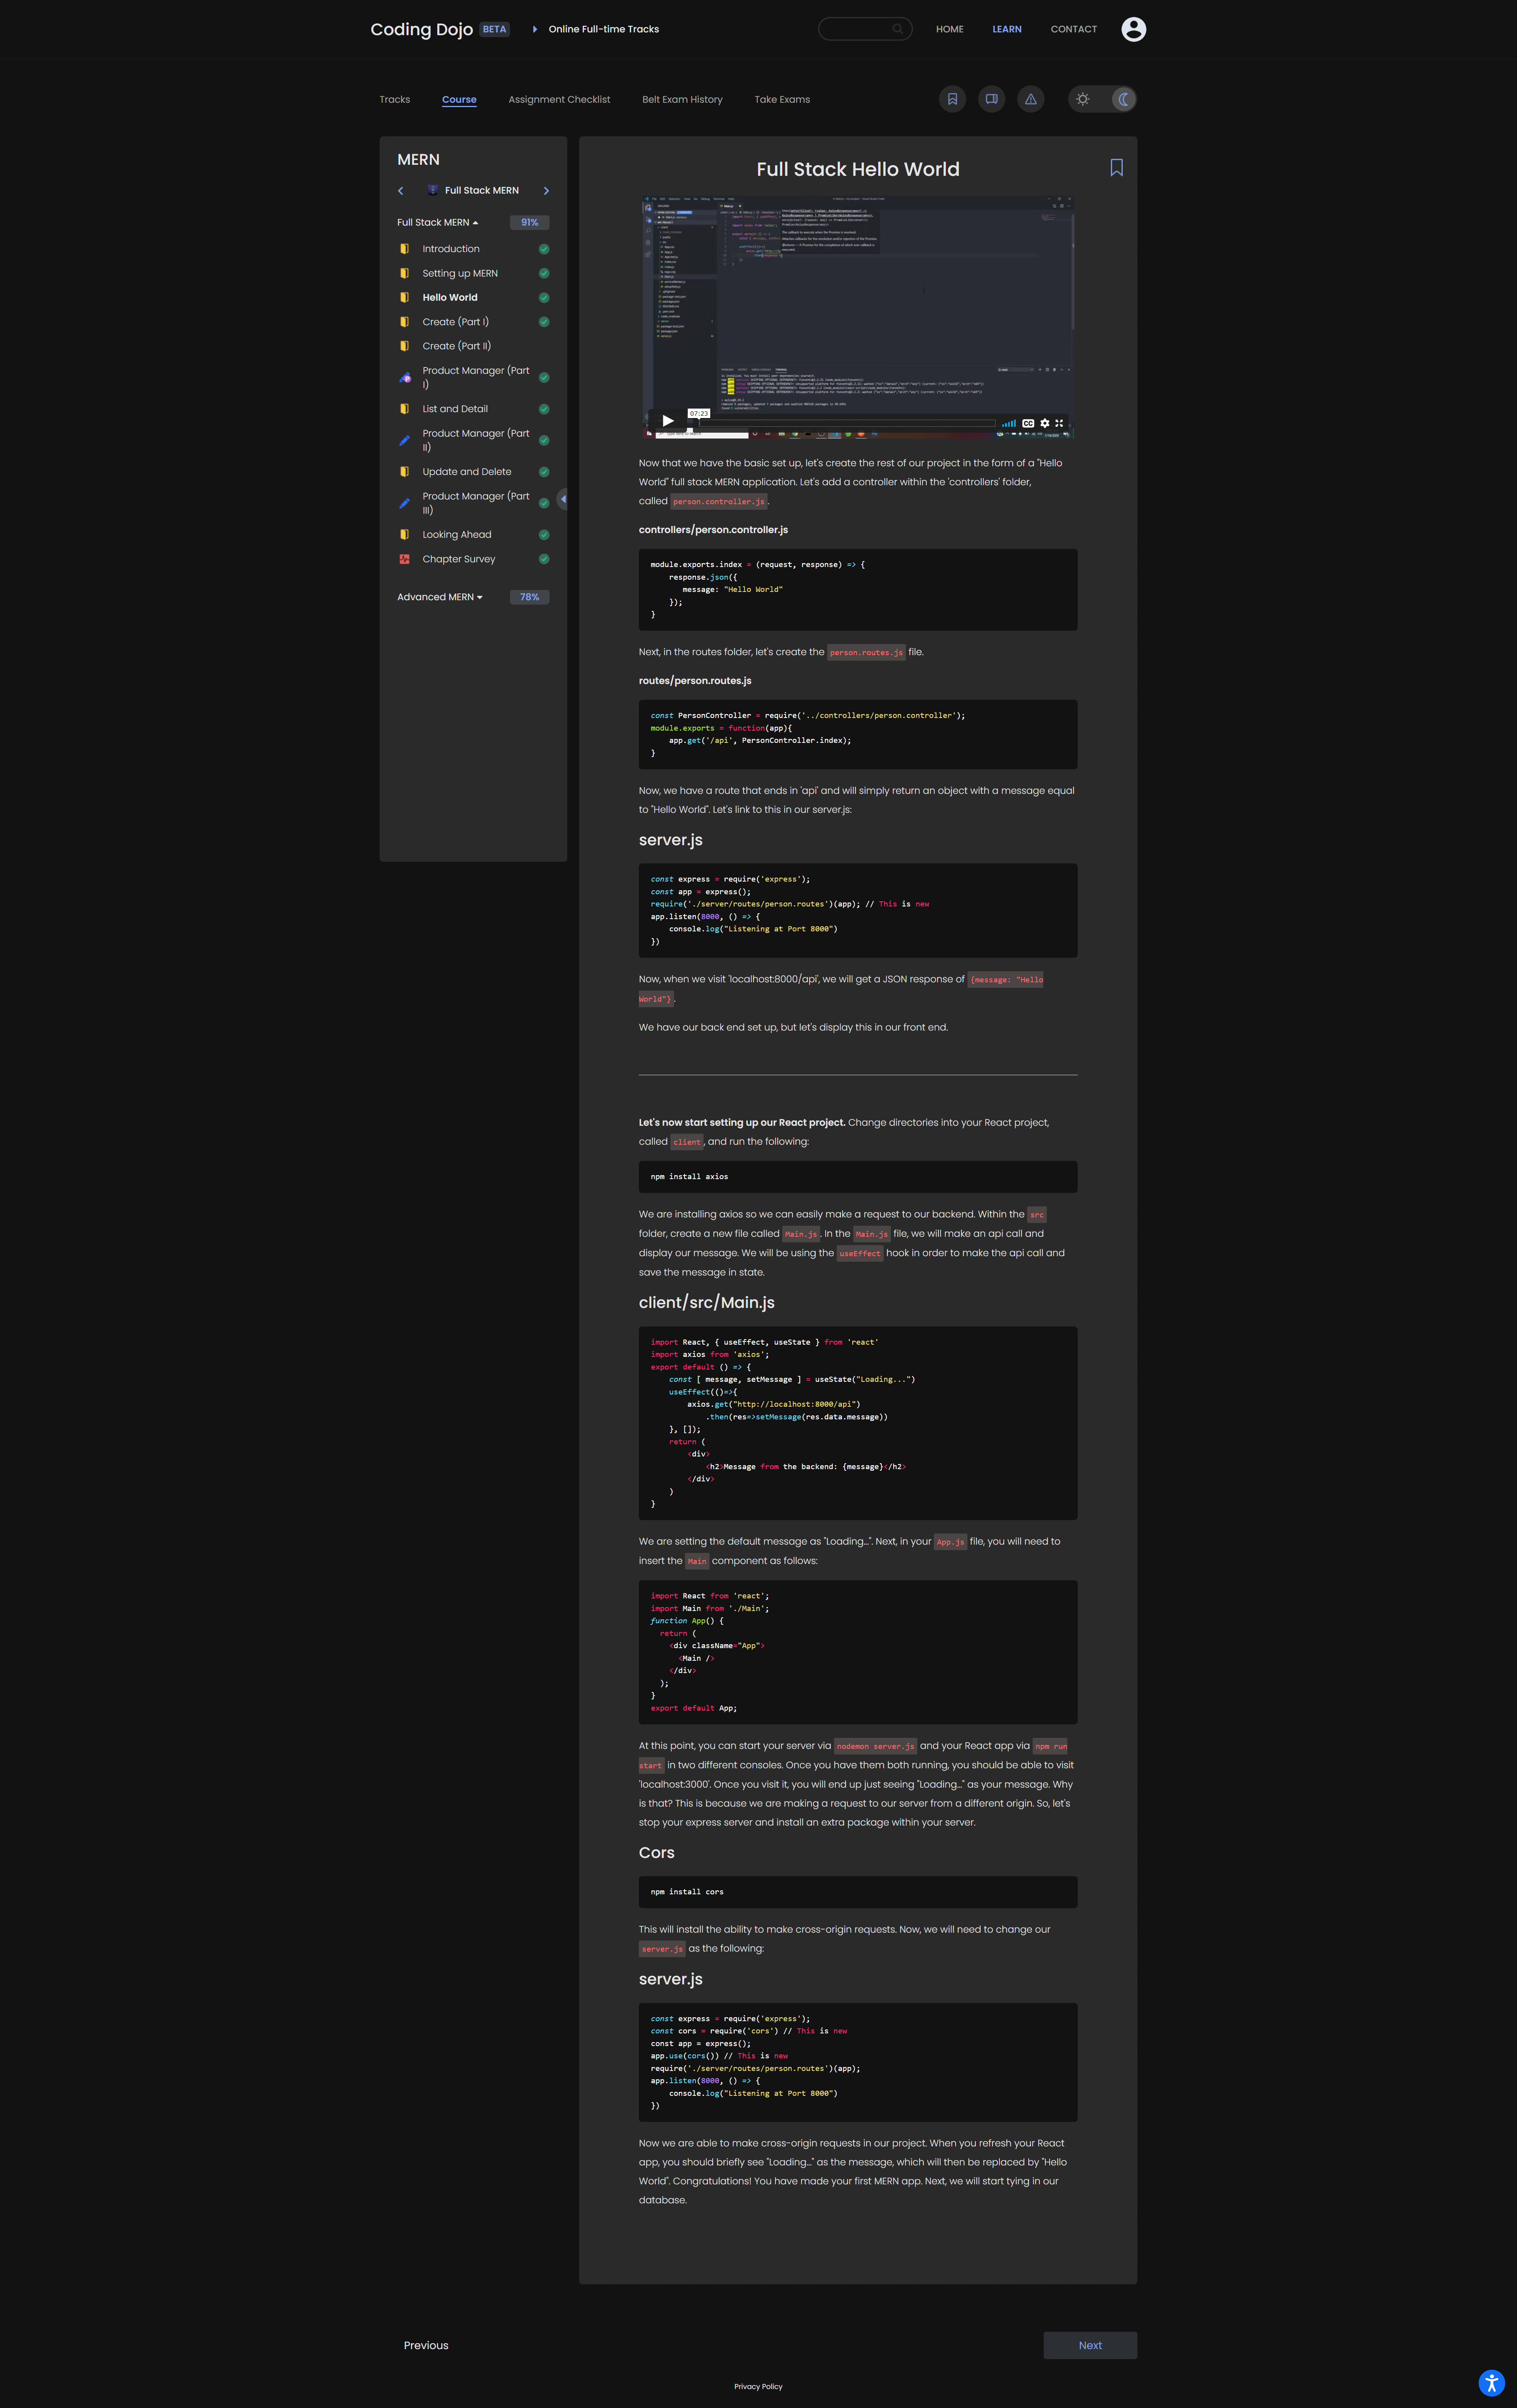 Coding Dojo BETA Online Full-time Tracks HOME LEARN CONTACT
Tracks Course Assignment Checklist Belt Exam History Take Exams
MERN
Full Stack MERN
Full Stack MERN 91%
Introduction
Setting up MERN
Hello World
Create (Part I)
Create (Part II)
Product Manager (Part
I)
List and Detail
Product Manager (Part
II)
Update and Delete
Product Manager (Part
III)
Looking Ahead
Chapter Survey
Advanced MERN 78%
Full Stack Hello World
07:23
CC
Now that we have the basic set up, let's create the rest of our project in the form of a "Hello
World" full stack MERN application. Let's add a controller within the 'controllers' folder,
called person.controller.js.
controllers/person.controller.js
module.exports.index = (request, response) => {
    response.json({
       message: "Hello World"
    });
}
Next, in the routes folder, let's create the person.routes.js file.
routes/person.routes.js
const PersonController = require('../controllers/person.controller');
module.exports = function(app){
    app.get('/api', PersonController.index);
}
Now, we have a route that ends in 'api' and will simply return an object with a message equal
to "Hello World". Let's link to this in our server.js:
server.js
const express = require('express');
const app = express();
require('./server/routes/person.routes')(app); // This is new
app.listen(8000, () => {
    console.log("Listening at Port 8000")
})
Now, when we visit 'localhost:8000/api', we will get a JSON response of {message: "Hello
World"}.
We have our back end set up, but let's display this in our front end.
Let's now start setting up our React project. Change directories into your React project,
called client, and run the following:
npm install axios
We are installing axios so we can easily make a request to our backend. Within the src
folder, create a new file called Main.js. In the Main.js file, we will make an api call and
display our message. We will be using the useEffect hook in order to make the api call and
save the message in state.
client/src/Main.js
import React, { useEffect, useState } from 'react'
import axios from 'axios';
export default () => {
    const [ message, setMessage ] = useState("Loading...")
    useEffect(()=>{
        axios.get("http://localhost:8000/api")
            .then(res=>setMessage(res.data.message))
    }, []);
    return (
        <div>
            <h2>Message from the backend: {message}</h2>
        </div>
    )
}
We are setting the default message as "Loading...". Next, in your App.js file, you will need to
insert the Main component as follows:
import React from 'react';
import Main from './Main';
function App() {
  return (
    <div className="App">
      <Main />
    </div>
  );
}
export default App;
At this point, you can start your server via nodemon server.js and your React app via npm run
start in two different consoles. Once you have them both running, you should be able to visit
'localhost:3000'. Once you visit it, you will end up just seeing "Loading..." as your message. Why
is that? This is because we are making a request to our server from a different origin. So, let's
stop your express server and install an extra package within your server.
Cors
npm install cors
This will install the ability to make cross-origin requests. Now, we will need to change our
server.js as the following:
server.js
const express = require('express');
const cors = require('cors') // This is new
const app = express();
app.use(cors()) // This is new
require('./server/routes/person.routes')(app);
app.listen(8000, () => {
    console.log("Listening at Port 8000")
})
Now we are able to make cross-origin requests in our project. When you refresh your React
app, you should briefly see "Loading..." as the message, which will then be replaced by "Hello
World". Congratulations! You have made your first MERN app. Next, we will start tying in our
database.
Previous
Next
Privacy Policy